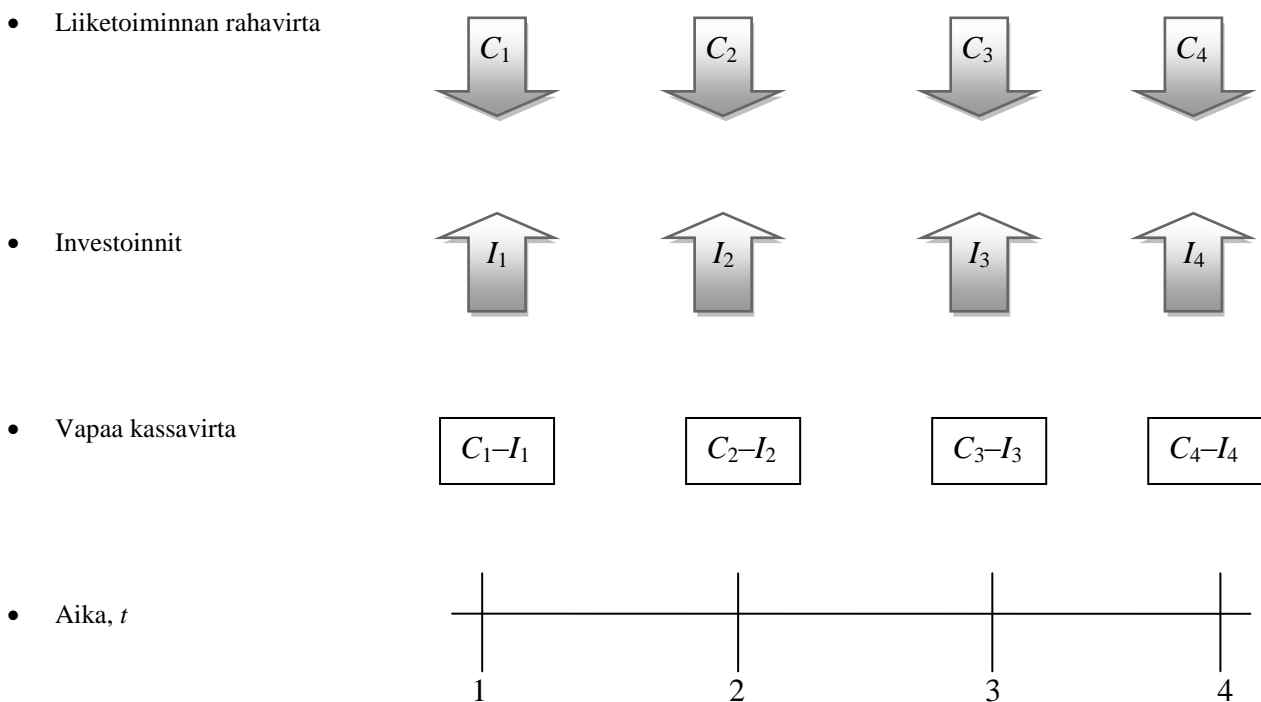 • Liiketoiminnan rahavirta
C1 C2 C3 C4
• Investoinnit
I1 I2 I3 I4
• Vapaa kassavirta
C1–I1 C2–I2 C3–I3 C4–I4
• Aika, t
1 2 3 4